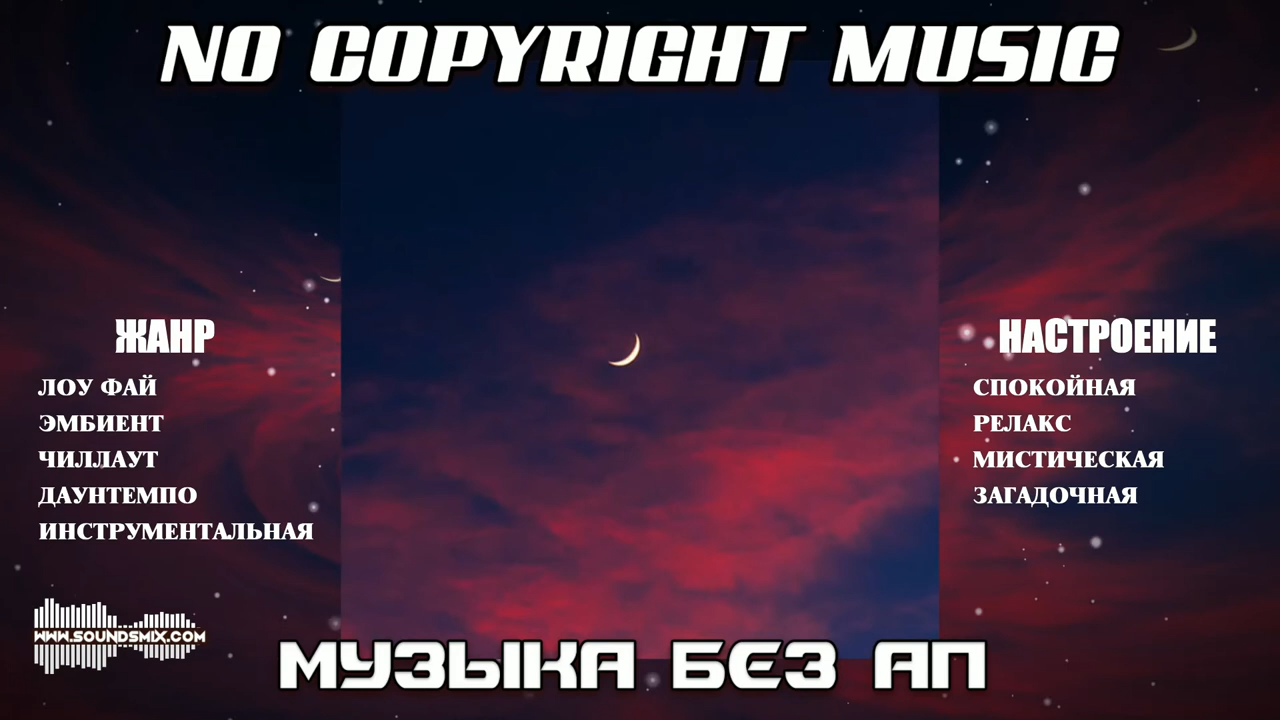 NO COPYRIGHT MUSIC
ЖАНР
ЛОУ ФАЙ
ЭМБИЕНТ
ЧИЛЛАУТ
ДАУНТЕМПО
ИНСТРУМЕНТАЛЬНАЯ
НАСТРОЕНИЕ
СПОКОЙНАЯ
РЕЛАКС
МИСТИЧЕСКАЯ
ЗАГАДОЧНАЯ
WWW.SOUNDSMIX.COM
МУЗЫКА БЕЗ АП